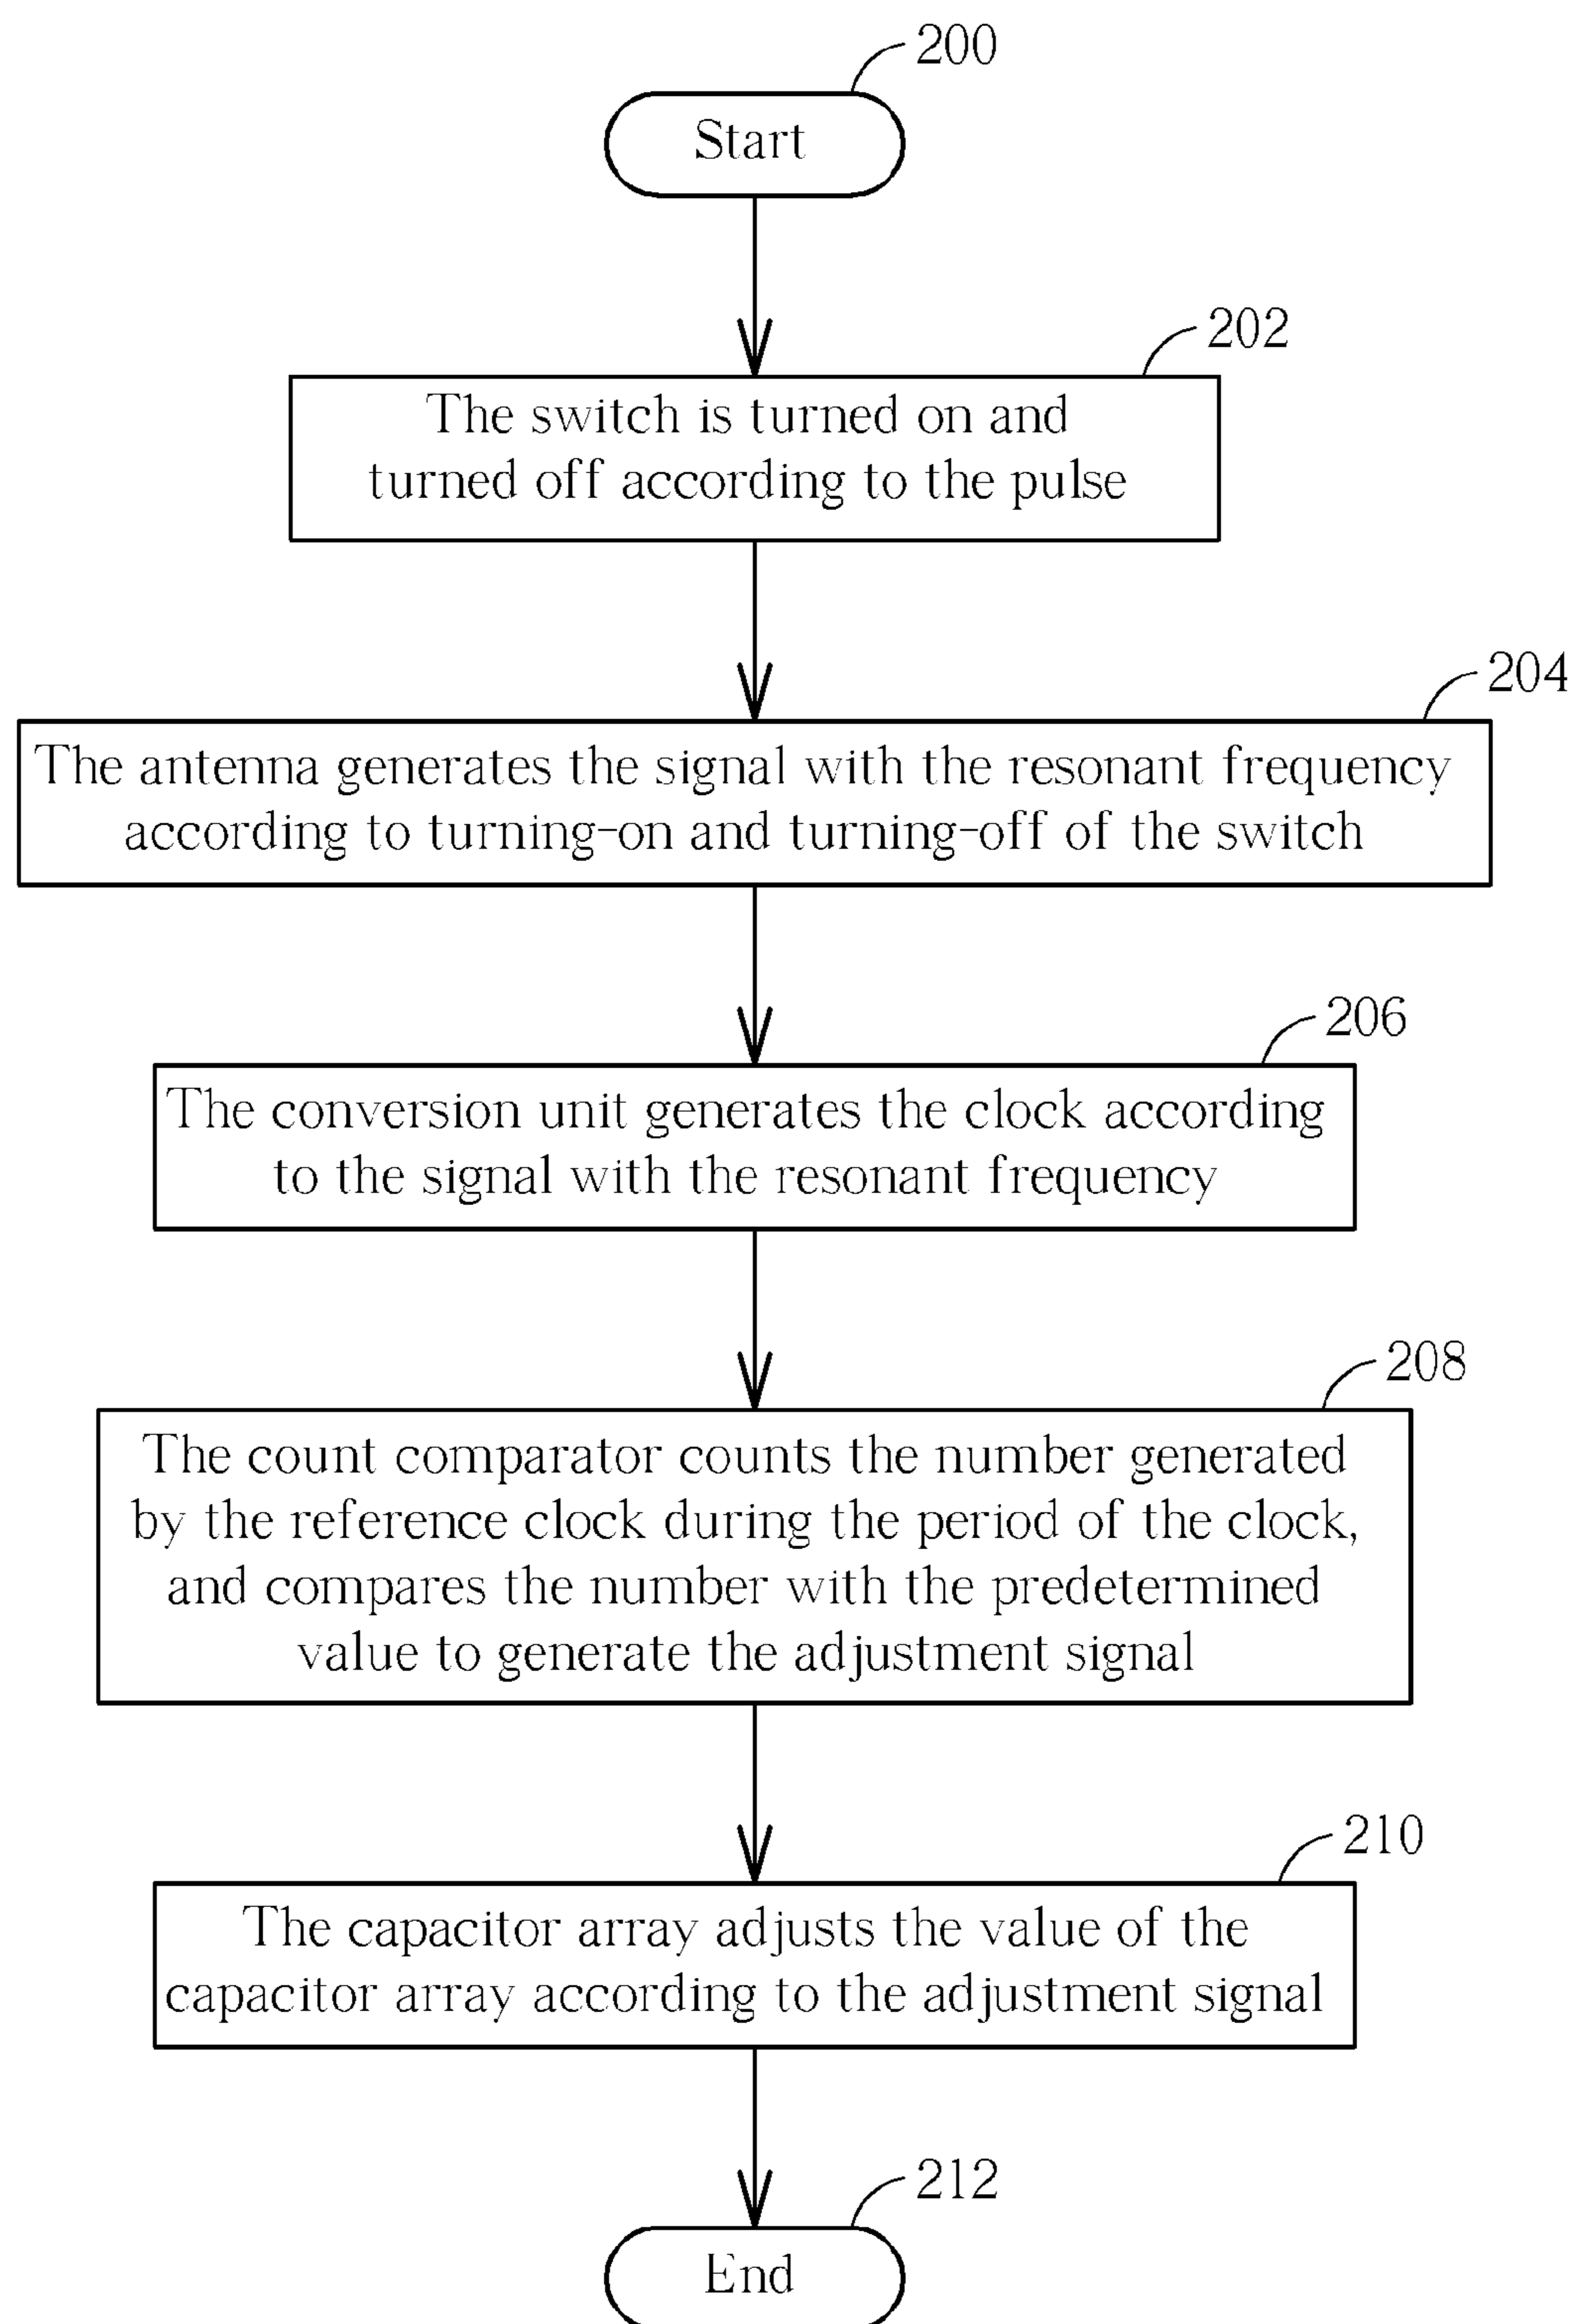 200
Start
202
The switch is turned on and
turned off according to the pulse
204
The antenna generates the signal with the resonant frequency
according to turning-on and turning-off of the switch
206
The conversion unit generates the clock according
to the signal with the resonant frequency
208
The count comparator counts the number generated
by the reference clock during the period of the clock,
and compares the number with the predetermined
value to generate the adjustment signal
210
The capacitor array adjusts the value of the
capacitor array according to the adjustment signal
212
End